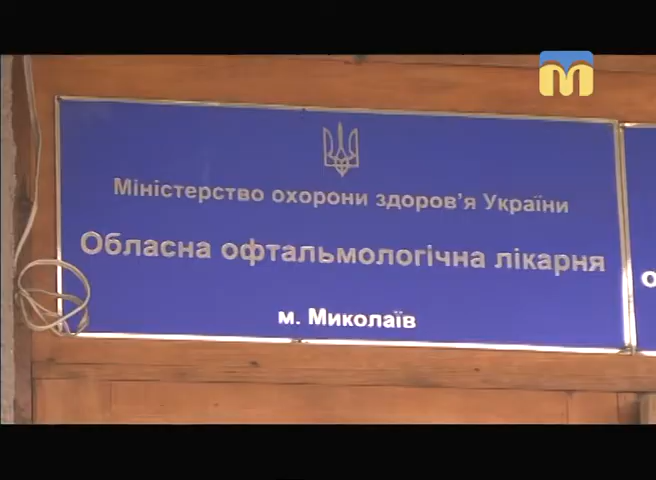 Міністерство охорони здоров'я України
Обласна офтальмологічна лікарня
м. Миколаїв